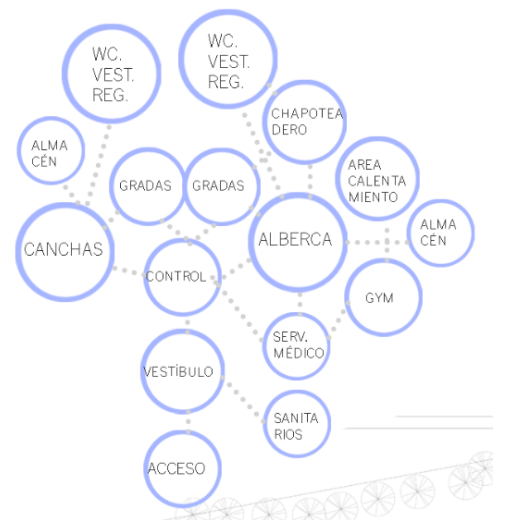 WC.
VEST.
REG.
WC.
VEST.
REG.
CHAPOTEA
DERO
ALMA
CÉN
GRADAS
GRADAS
AREA
CALENTA
MIENTO
CANCHAS
ALBERCA
ALMA
CÉN
CONTROL
GYM
SERV.
MÉDICO
VESTÍBULO
SANITA
RIOS
ACCESO